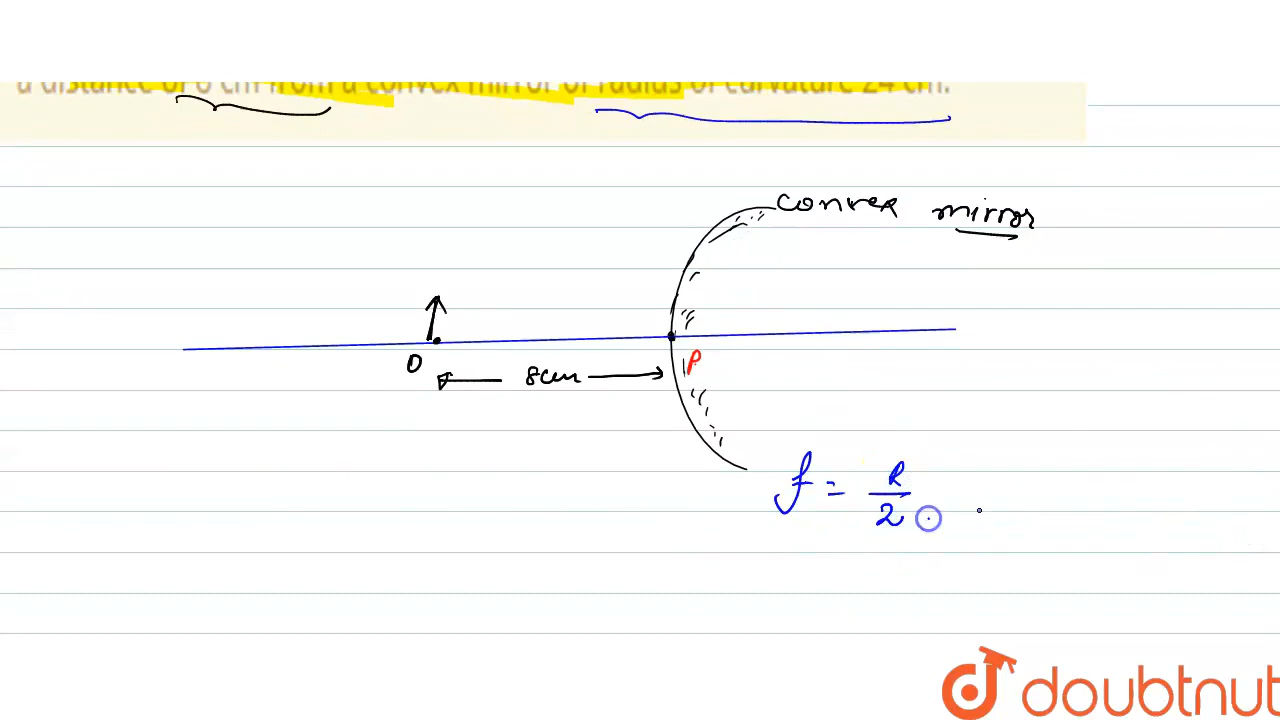 a distance of 8 cm from a convex mirror of radius of curvature 24 cm.
convex mirror
O
8cm
P
f = R
2
doubtnut